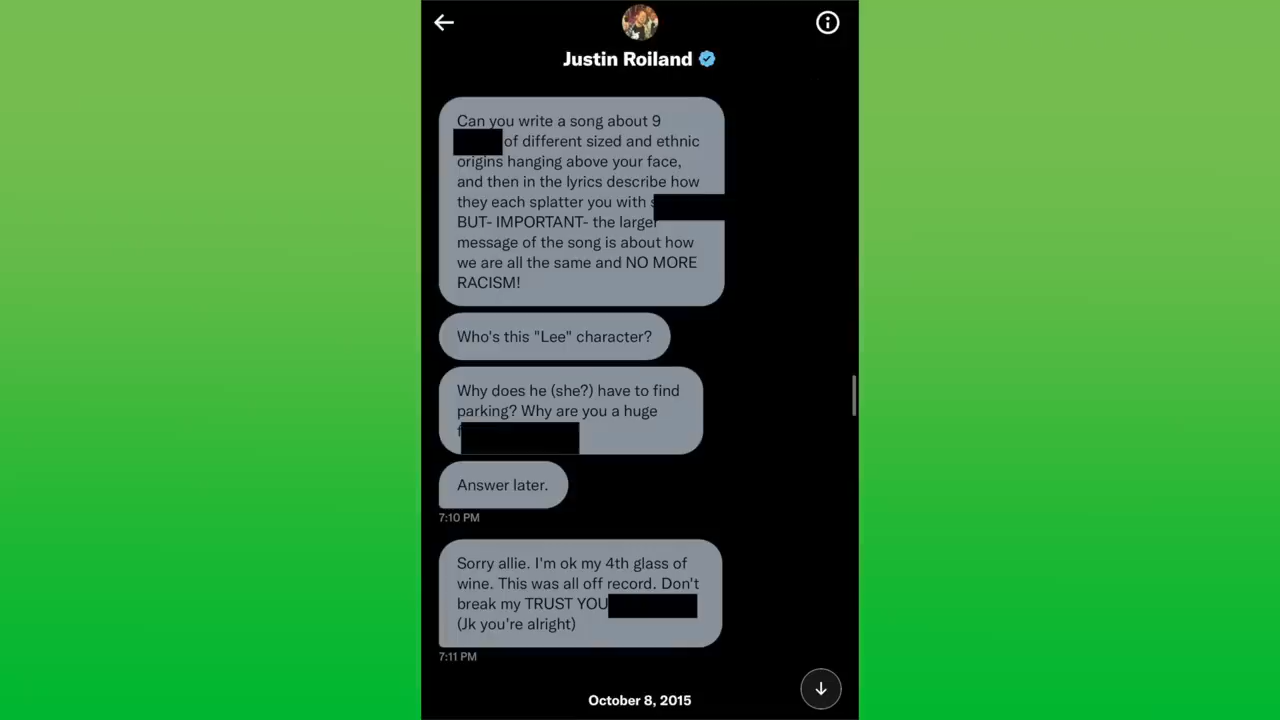 Justin Roiland
Can you write a song about 9
of different sized and ethnic
origins hanging above your face,
and then in the lyrics describe how
they each splatter you with s
BUT- IMPORTANT- the larger
message of the song is about how
we are all the same and NO MORE
RACISM!
Who's this "Lee" character?
Why does he (she?) have to find
parking? Why are you a huge
f
Answer later.
7:10 PM
Sorry allie. I'm ok my 4th glass of
wine. This was all off record. Don't
break my TRUST YOU
(Jk you're alright)
7:11 PM
October 8, 2015